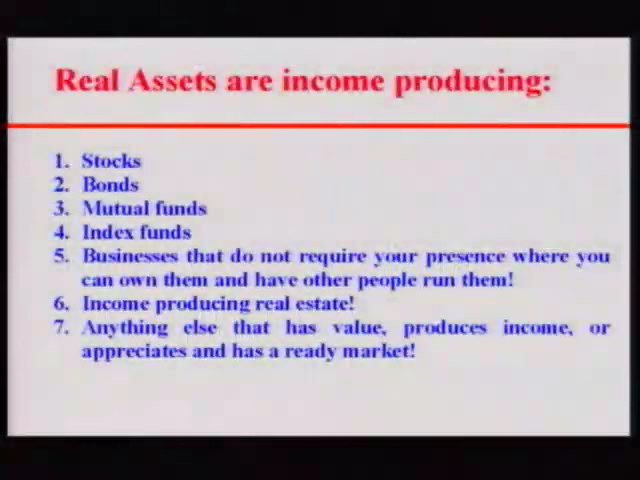 Real Assets are income producing:
1. Stocks
2. Bonds
3. Mutual funds
4. Index funds
5. Businesses that do not require your presence where you
can own them and have other people run them!
6. Income producing real estate!
7. Anything else that has value, produces income, or
appreciates and has a ready market!